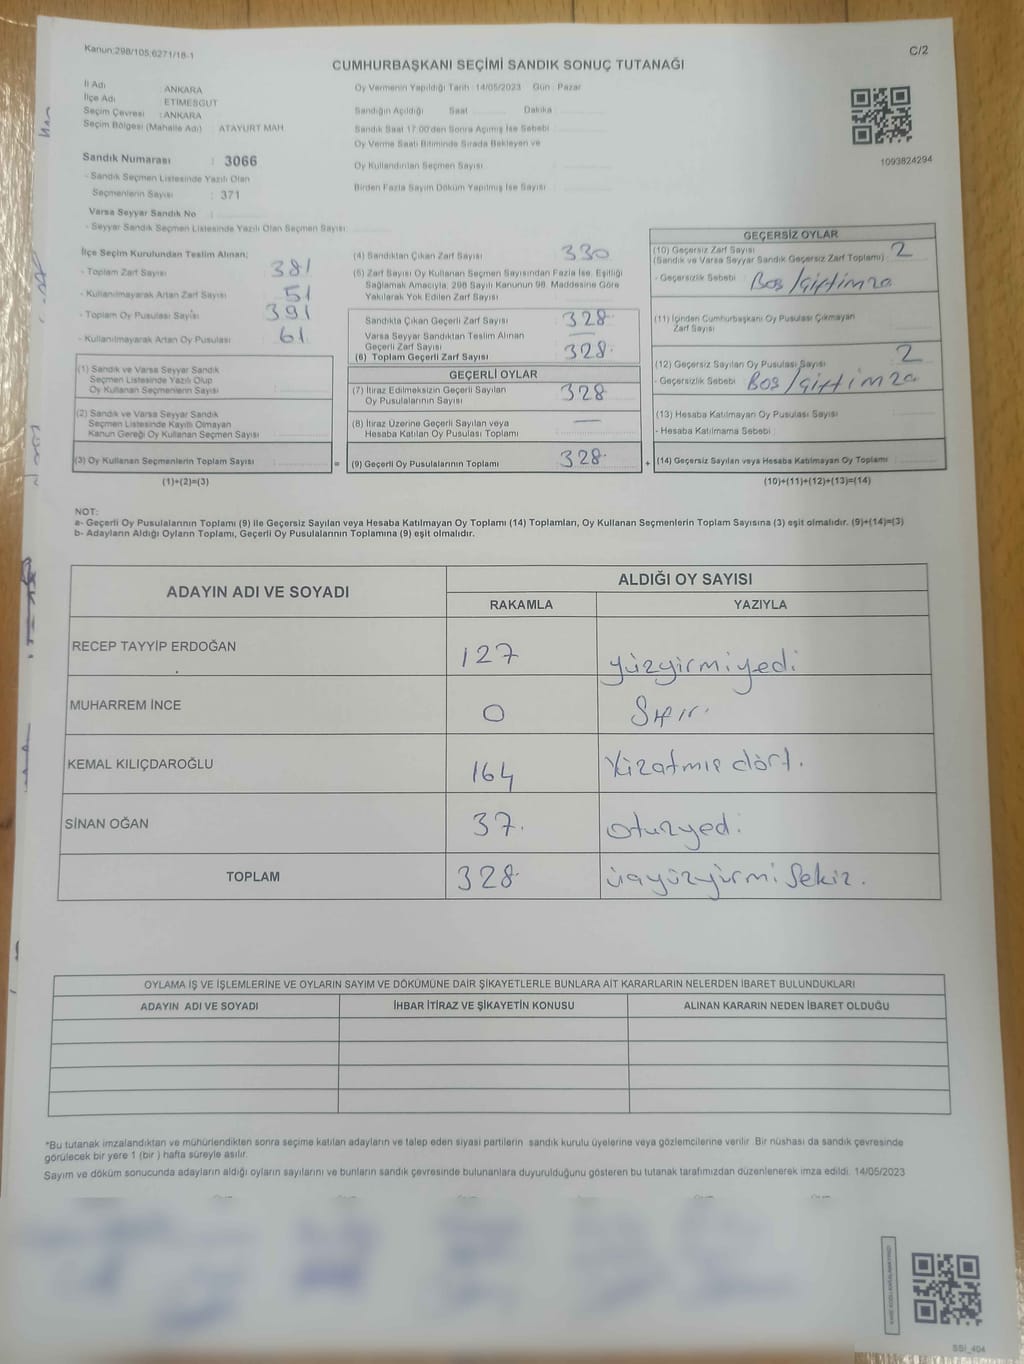 Kanun:298/105,6271/18-1
C/2
CUMHURBAŞKANI SEÇİMİ SANDIK SONUÇ TUTANAĞI
İl Adı : ANKARA
İlçe Adı : ETİMESGUT
Seçim Çevresi : ANKARA
Seçim Bölgesi (Mahalle Adı) : ATAYURT MAH
Sandık Numarası : 3066
- Sandık Seçmen Listesinde Yazılı Olan
Seçmenlerin Sayısı : 371
Varsa Seyyar Sandık No :
- Seyyar Sandık Seçmen Listesinde Yazılı Olan Seçmen Sayısı:
Oy Vermenin Yapıldığı Tarih : 14/05/2023 Gün : Pazar
Sandığın Açıldığı Saat Dakika
Sandık Saat 17:00'den Sonra Açılmış İse Sebebi
Oy Verme Saati Bitiminde Sırada Bekleyen ve
Oy Kullandırılan Seçmen Sayısı
Birden Fazla Sayım Döküm Yapılmış İse Sayısı
1093824294
İlçe Seçim Kurulundan Teslim Alınan:
- Toplam Zarf Sayısı 381
- Kullanılmayarak Artan Zarf Sayısı 51
- Toplam Oy Pusulası Sayısı 391
- Kullanılmayarak Artan Oy Pusulası 61
(1) Sandık ve Varsa Seyyar Sandık
Seçmen Listesinde Yazılı Olup
Oy Kullanan Seçmenlerin Sayısı
(2) Sandık ve Varsa Seyyar Sandık
Seçmen Listesinde Kayıtlı Olmayan
Kanun Gereği Oy Kullanan Seçmen Sayısı
(3) Oy Kullanan Seçmenlerin Toplam Sayısı
(1)+(2)=(3)
(4) Sandıktan Çıkan Zarf Sayısı 330
(5) Zarf Sayısı Oy Kullanan Seçmen Sayısından Fazla İse, Eşitliği
Sağlamak Amacıyla, 298 Sayılı Kanunun 98. Maddesine Göre
Yakılarak Yok Edilen Zarf Sayısı
Sandıkta Çıkan Geçerli Zarf Sayısı 328
Varsa Seyyar Sandıktan Teslim Alınan
Geçerli Zarf Sayısı —
(6) Toplam Geçerli Zarf Sayısı 328
GEÇERLİ OYLAR
(7) İtiraz Edilmeksizin Geçerli Sayılan
Oy Pusulalarının Sayısı 328
(8) İtiraz Üzerine Geçerli Sayılan veya
Hesaba Katılan Oy Pusulası Toplamı —
= (9) Geçerli Oy Pusulalarının Toplamı 328
GEÇERSİZ OYLAR
(10) Geçersiz Zarf Sayısı 2
(Sandık ve Varsa Seyyar Sandık Geçersiz Zarf Toplamı)
- Geçersizlik Sebebi Boş/Çiftimza
(11) İçinden Cumhurbaşkanı Oy Pusulası Çıkmayan
Zarf Sayısı
(12) Geçersiz Sayılan Oy Pusulası Sayısı 2
- Geçersizlik Sebebi Boş/Çiftimza
(13) Hesaba Katılmayan Oy Pusulası Sayısı
- Hesaba Katılmama Sebebi
+ (14) Geçersiz Sayılan veya Hesaba Katılmayan Oy Toplamı
(10)+(11)+(12)+(13)=(14)
NOT:
a- Geçerli Oy Pusulalarının Toplamı (9) ile Geçersiz Sayılan veya Hesaba Katılmayan Oy Toplamı (14) Toplamları, Oy Kullanan Seçmenlerin Toplam Sayısına (3) eşit olmalıdır. (9)+(14)=(3)
b- Adayların Aldığı Oyların Toplamı, Geçerli Oy Pusulalarının Toplamına (9) eşit olmalıdır.
ADAYIN ADI VE SOYADI
ALDIĞI OY SAYISI
RAKAMLA YAZIYLA
RECEP TAYYİP ERDOĞAN 127 yüzyirmiyedi
MUHARREM İNCE 0 Sıfır.
KEMAL KILIÇDAROĞLU 164 Yüzatmış dört.
SİNAN OĞAN 37. otuzyedi
TOPLAM 328 üçyüzyirmi Sekiz.
OYLAMA İŞ VE İŞLEMLERİNE VE OYLARIN SAYIM VE DÖKÜMÜNE DAİR ŞİKAYETLERLE BUNLARA AİT KARARLARIN NELERDEN İBARET BULUNDUKLARI
ADAYIN ADI VE SOYADI İHBAR İTİRAZ VE ŞİKAYETİN KONUSU ALINAN KARARIN NEDEN İBARET OLDUĞU
*Bu tutanak imzalandıktan ve mühürlendikten sonra seçime katılan adayların ve talep eden siyasi partilerin sandık kurulu üyelerine veya gözlemcilerine verilir. Bir nüshası da sandık çevresinde
görülecek bir yere 1 (bir ) hafta süreyle asılır.
Sayım ve döküm sonucunda adayların aldığı oyların sayılarını ve bunların sandık çevresinde bulunanlara duyurulduğunu gösteren bu tutanak tarafımızdan düzenlenerek imza edildi. 14/05/2023
SSİ_404